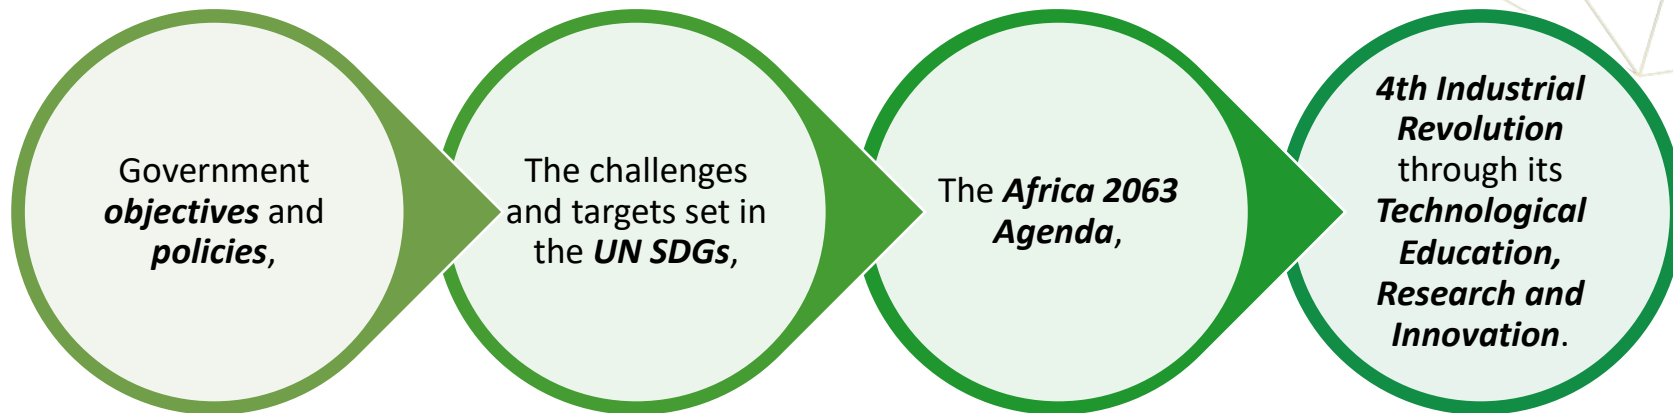 Government
objectives and
policies,
The challenges
and targets set in
the UN SDGs,
The Africa 2063
Agenda,
4th Industrial
Revolution
through its
Technological
Education,
Research and
Innovation.